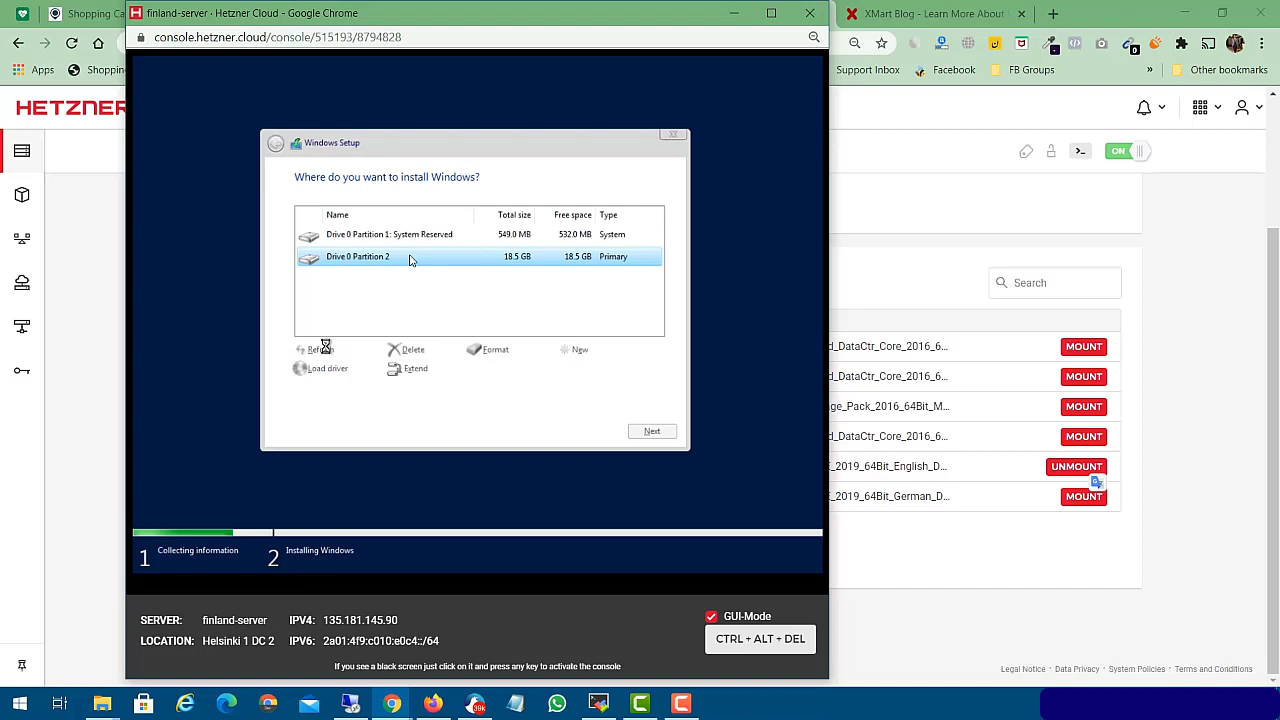 Shopping Ca
finland-server - Hetzner Cloud - Google Chrome
XMart Blog - Learn More About
console.hetzner.cloud/console/515193/8794828
Apps
Shoppin
Support Inbox
Facebook
FB Groups
»
Other bookmarks
HETZNER
ON
Windows Setup
Where do you want to install Windows?
Name Total size Free space Type
Drive 0 Partition 1: System Reserved 549.0 MB 532.0 MB System
Drive 0 Partition 2 18.5 GB 18.5 GB Primary
Delete Format New
Load driver Extend
Next
1 Collecting information 2 Installing Windows
Search
d_DataCtr_Core_2016_6... MOUNT
d_DataCtr_Core_2016_6... MOUNT
ge_Pack_2016_64Bit_M... MOUNT
d_DataCtr_Core_2016_6... MOUNT
_2019_64Bit_English_D... UNMOUNT
_2019_64Bit_German_D... MOUNT
SERVER: finland-server IPV4: 135.181.145.90
LOCATION: Helsinki 1 DC 2 IPV6: 2a01:4f9:c010:e0c4::/64
GUI-Mode
CTRL + ALT + DEL
If you see a black screen just click on it and press any key to activate the console
Legal Notice Data Privacy System Policies Terms and Conditions